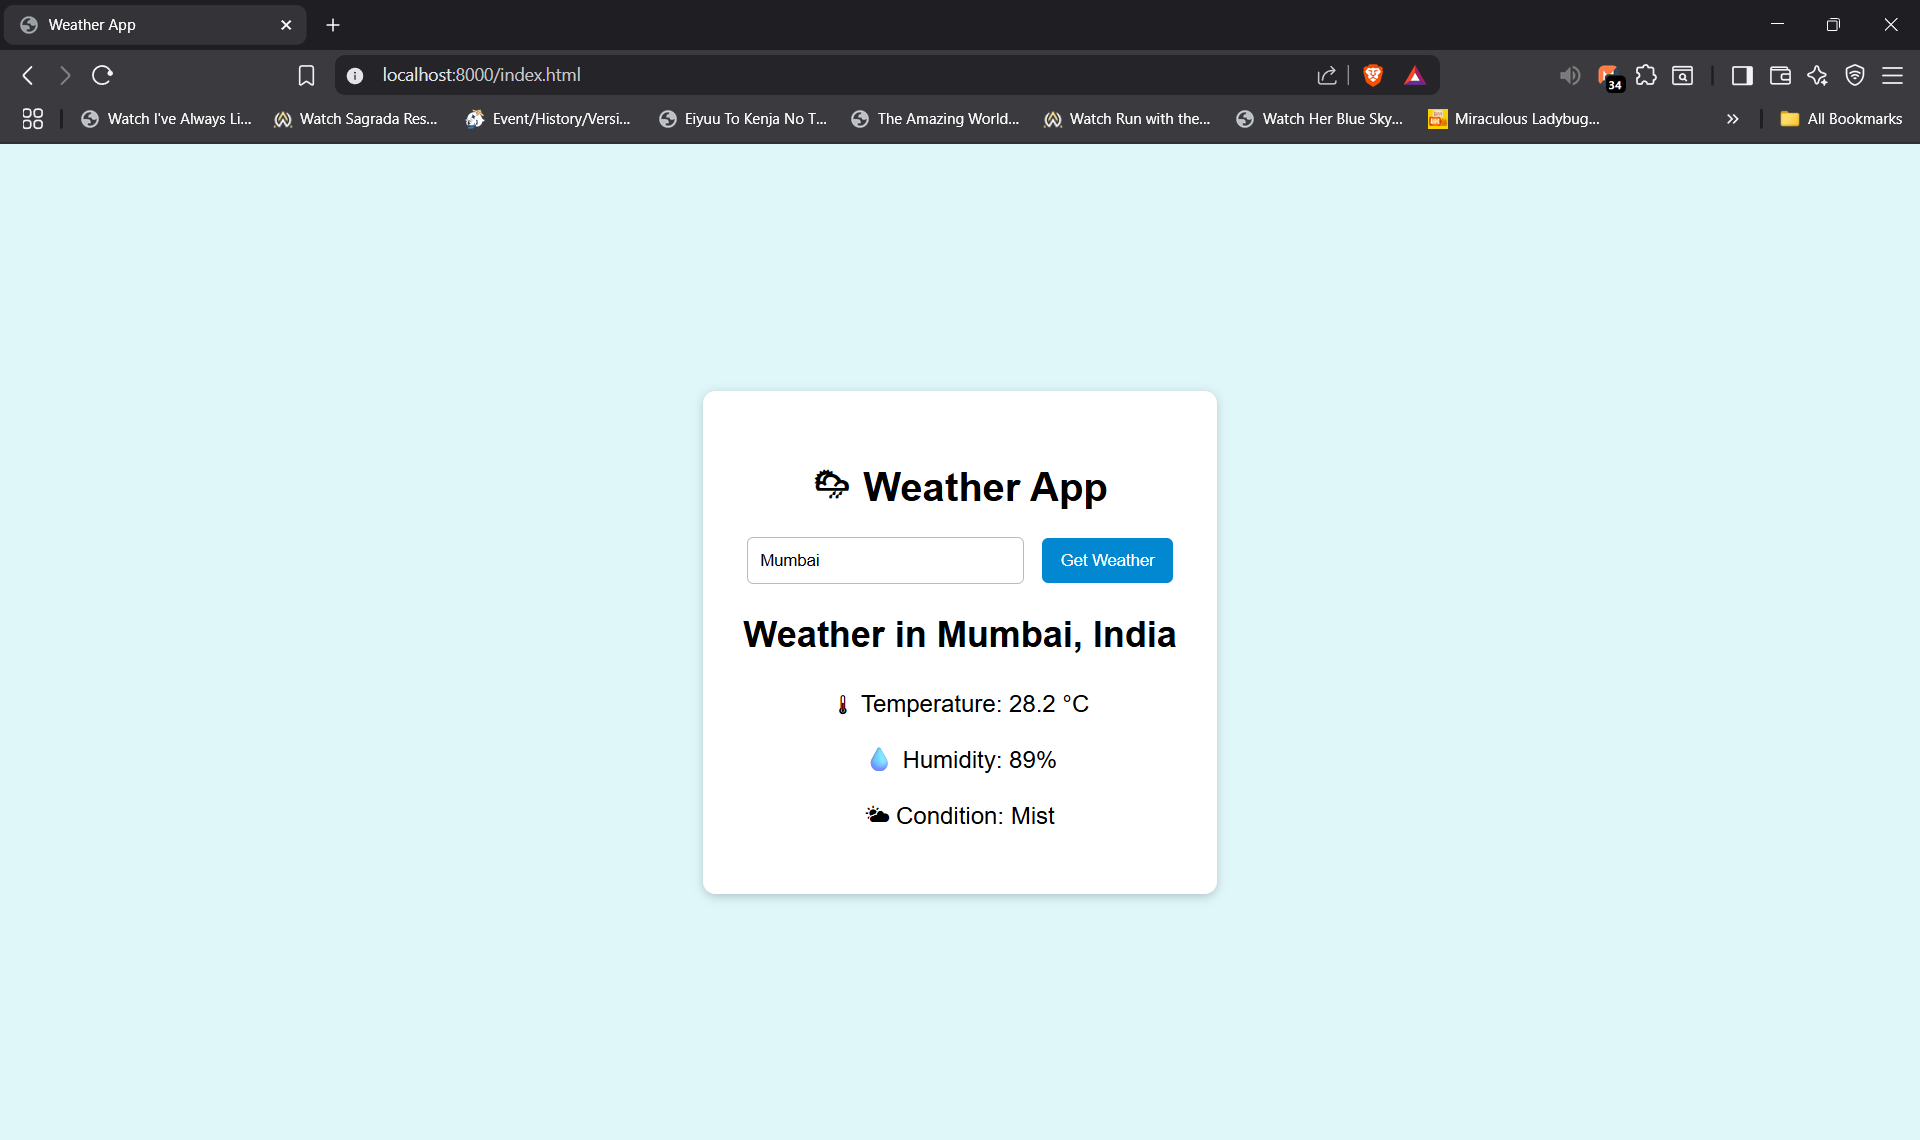 Weather App
localhost:8000/index.html
34
Watch I've Always Li... Watch Sagrada Res... Event/History/Versi... Eiyuu To Kenja No T... The Amazing World... Watch Run with the... Watch Her Blue Sky... Miraculous Ladybug... All Bookmarks
🌦 Weather App
Mumbai Get Weather
Weather in Mumbai, India
🌡 Temperature: 28.2 °C
💧 Humidity: 89%
🌥 Condition: Mist